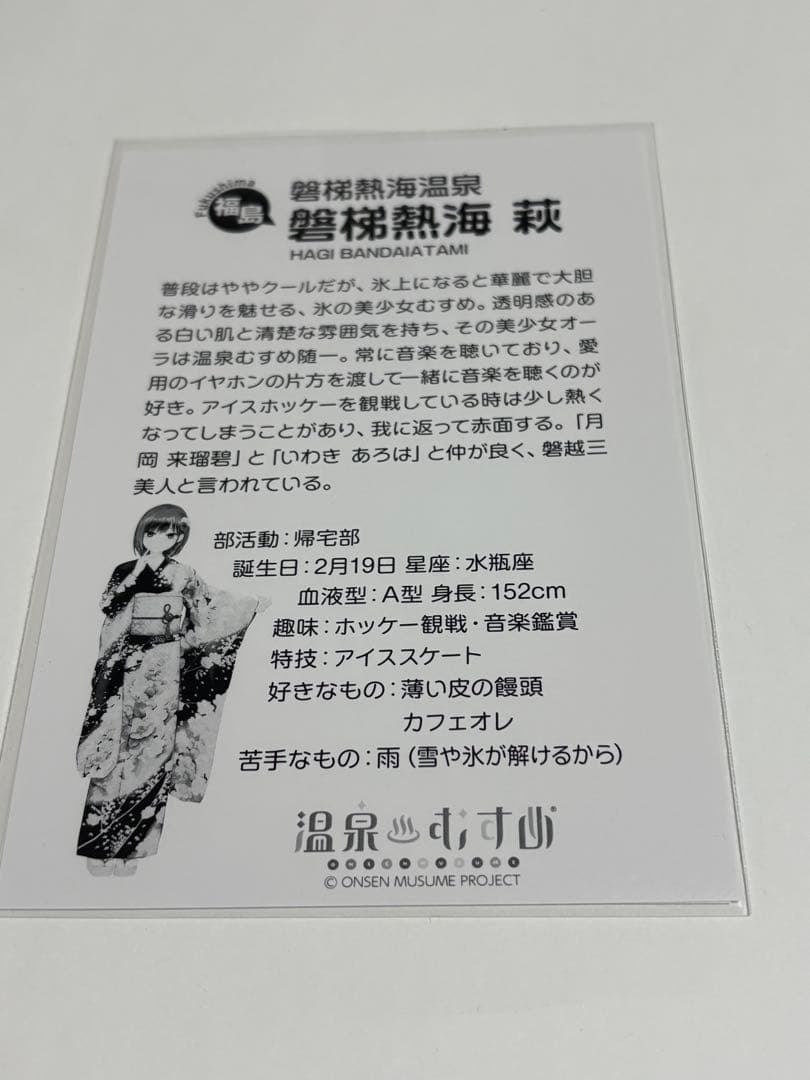 Fukushima
福島
磐梯熱海温泉
磐梯熱海 萩
HAGI BANDAIATAMI
普段はややクールだが、氷上になると華麗で大胆
な滑りを魅せる、氷の美少女むすめ。透明感のあ
る白い肌と清楚な雰囲気を持ち、その美少女オー
ラは温泉むすめ随一。常に音楽を聴いており、愛
用のイヤホンの片方を渡して一緒に音楽を聴くのが
好き。アイスホッケーを観戦している時は少し熱く
なってしまうことがあり、我に返って赤面する。「月
岡 来瑠碧」と「いわき あろは」と仲が良く、磐越三
美人と言われている。
部活動:帰宅部
誕生日:2月19日 星座:水瓶座
血液型:A型 身長:152cm
趣味:ホッケー観戦・音楽鑑賞
特技:アイススケート
好きなもの:薄い皮の饅頭
カフェオレ
苦手なもの:雨(雪や氷が解けるから)
温泉むすめ
ONSEN MUSUME
© ONSEN MUSUME PROJECT